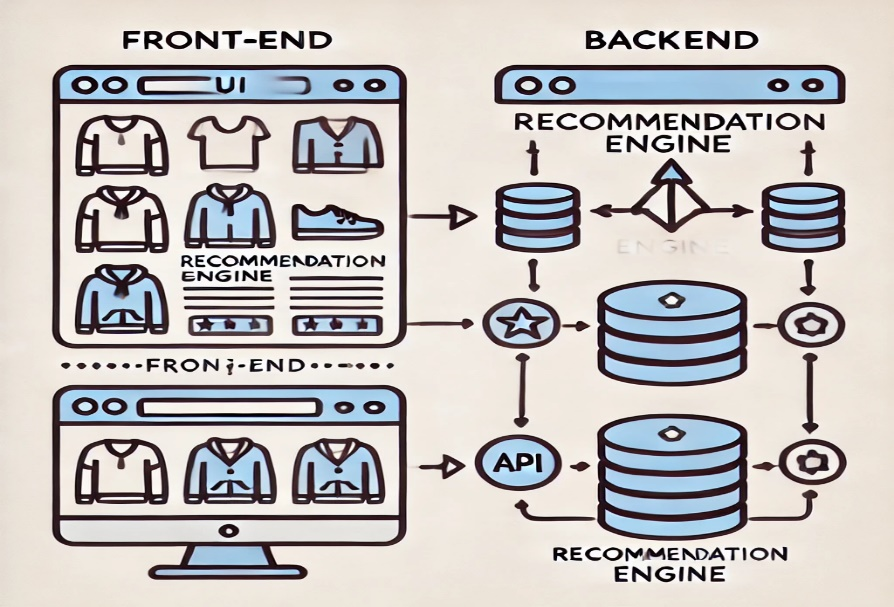 FRONT-END
BACKEND
UI
RECOMMENDATION
ENGINE
ENGINE
RECOMMENDATION
ENGINE
API
RECOMMENDATION
ENGINE